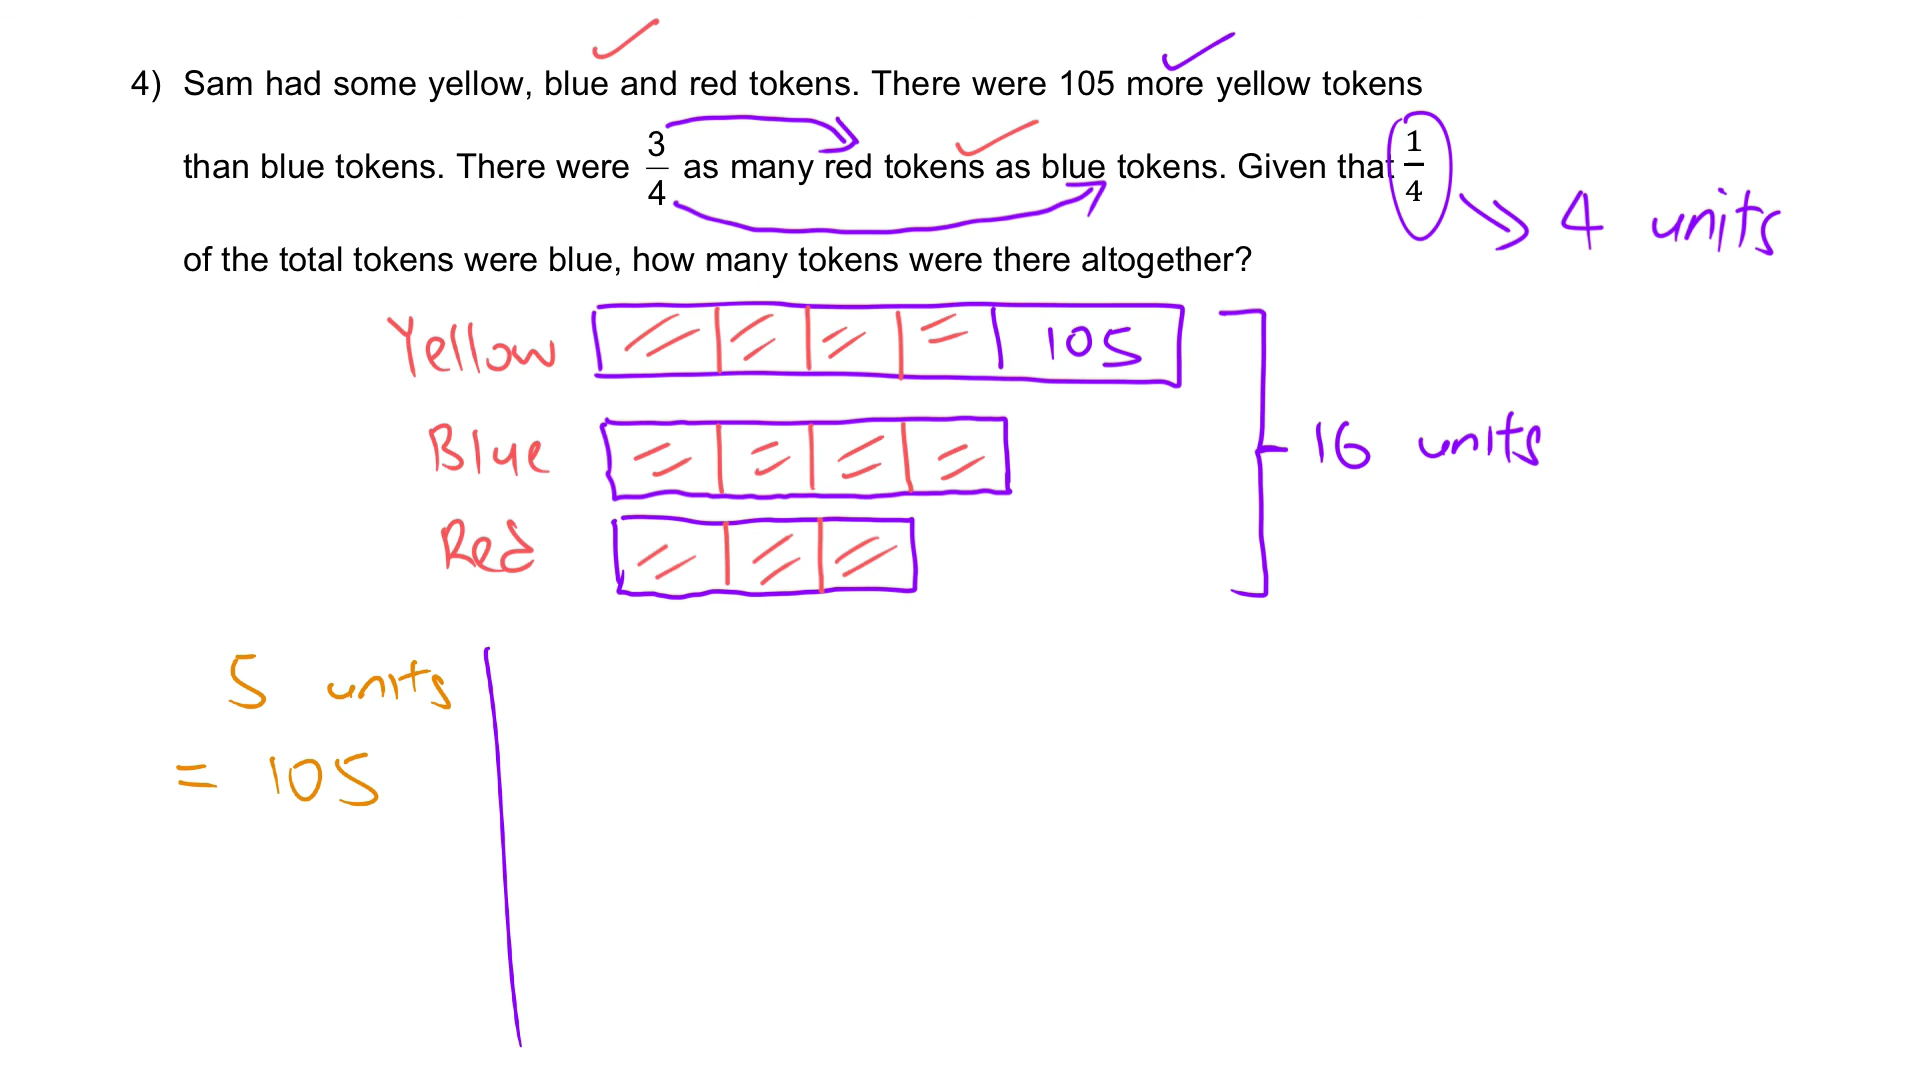 4) Sam had some yellow, blue and red tokens. There were 105 more yellow tokens
than blue tokens. There were 3/4 as many red tokens as blue tokens. Given that 1/4
4 units
of the total tokens were blue, how many tokens were there altogether?
Yellow 105
Blue 16 units
Red
5 units
= 105